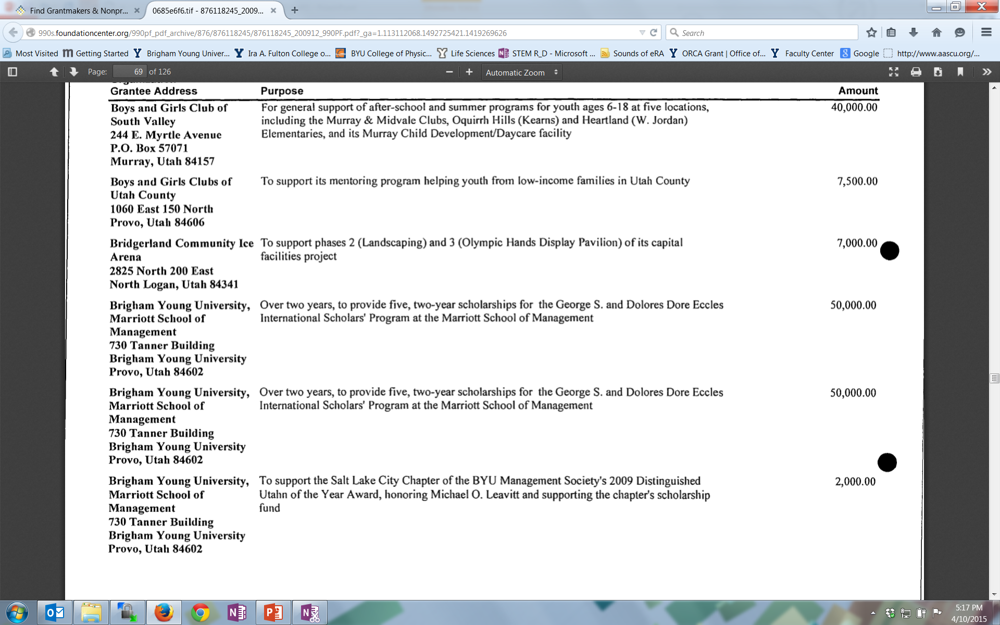 Find Grantmakers & Nonpr...
0685e6f6.tif - 876118245_2009...
990s.foundationcenter.org/990pf_pdf_archive/876/876118245/876118245_200912_990PF.pdf?_ga=1.113112068.1492725421.1419269626
Search
Most Visited
Getting Started
Brigham Young Univer...
Ira A. Fulton College o...
BYU College of Physic...
Life Sciences
STEM R_D - Microsoft ...
Sounds of eRA
ORCA Grant | Office of...
Faculty Center
Google
http://www.aascu.org/...
Page: 69 of 126
Automatic Zoom
Organization
Grantee Address Purpose Amount
Boys and Girls Club of For general support of after-school and summer programs for youth ages 6-18 at five locations, 40,000.00
South Valley including the Murray & Midvale Clubs, Oquirrh Hills (Kearns) and Heartland (W. Jordan)
244 E. Myrtle Avenue Elementaries, and its Murray Child Development/Daycare facility
P.O. Box 57071
Murray, Utah 84157
Boys and Girls Clubs of To support its mentoring program helping youth from low-income families in Utah County 7,500.00
Utah County
1060 East 150 North
Provo, Utah 84606
Bridgerland Community Ice To support phases 2 (Landscaping) and 3 (Olympic Hands Display Pavilion) of its capital 7,000.00
Arena facilities project
2825 North 200 East
North Logan, Utah 84341
Brigham Young University, Over two years, to provide five, two-year scholarships for the George S. and Dolores Dore Eccles 50,000.00
Marriott School of International Scholars' Program at the Marriott School of Management
Management
730 Tanner Building
Brigham Young University
Provo, Utah 84602
Brigham Young University, Over two years, to provide five, two-year scholarships for the George S. and Dolores Dore Eccles 50,000.00
Marriott School of International Scholars' Program at the Marriott School of Management
Management
730 Tanner Building
Brigham Young University
Provo, Utah 84602
Brigham Young University, To support the Salt Lake City Chapter of the BYU Management Society's 2009 Distinguished 2,000.00
Marriott School of Utahn of the Year Award, honoring Michael O. Leavitt and supporting the chapter's scholarship
Management fund
730 Tanner Building
Brigham Young University
Provo, Utah 84602
5:17 PM
4/10/2015